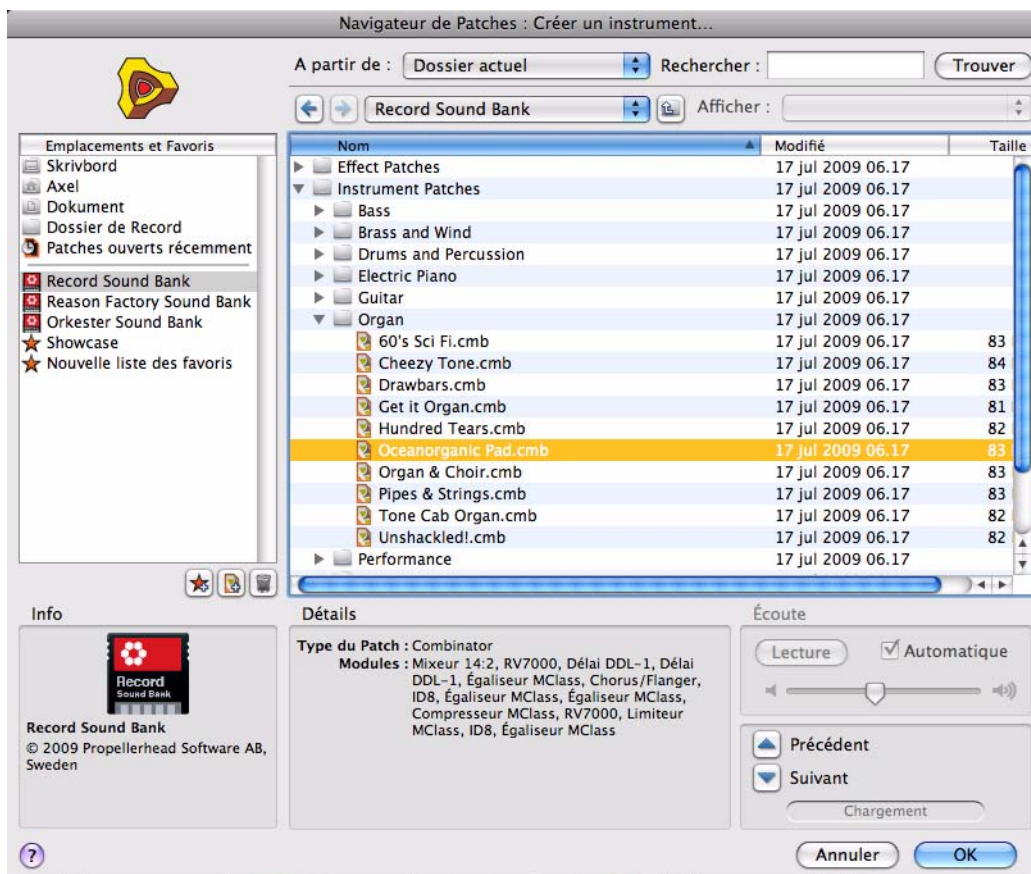 Navigateur de Patches : Créer un instrument...
A partir de : Dossier actuel Rechercher : Trouver
Record Sound Bank Afficher :
Emplacements et Favoris
Skrivbord
Axel
Dokument
Dossier de Record
Patches ouverts récemment
Record Sound Bank
Reason Factory Sound Bank
Orkester Sound Bank
Showcase
Nouvelle liste des favoris
Nom Modifié Taille
Effect Patches 17 jul 2009 06.17
Instrument Patches 17 jul 2009 06.17
Bass 17 jul 2009 06.17
Brass and Wind 17 jul 2009 06.17
Drums and Percussion 17 jul 2009 06.17
Electric Piano 17 jul 2009 06.17
Guitar 17 jul 2009 06.17
Organ 17 jul 2009 06.17
60's Sci Fi.cmb 17 jul 2009 06.17 83
Cheezy Tone.cmb 17 jul 2009 06.17 84
Drawbars.cmb 17 jul 2009 06.17 83
Get it Organ.cmb 17 jul 2009 06.17 81
Hundred Tears.cmb 17 jul 2009 06.17 82
Oceanorganic Pad.cmb 17 jul 2009 06.17 83
Organ & Choir.cmb 17 jul 2009 06.17 83
Pipes & Strings.cmb 17 jul 2009 06.17 83
Tone Cab Organ.cmb 17 jul 2009 06.17 82
Unshackled!.cmb 17 jul 2009 06.17 82
Performance 17 jul 2009 06.17
Info
Record
Sound Bank
Record Sound Bank
© 2009 Propellerhead Software AB,
Sweden
Détails
Type du Patch : Combinator
Modules : Mixeur 14:2, RV7000, Délai DDL-1, Délai
DDL-1, Égaliseur MClass, Chorus/Flanger,
ID8, Égaliseur MClass, Égaliseur MClass,
Compresseur MClass, RV7000, Limiteur
MClass, ID8, Égaliseur MClass
Écoute
Lecture Automatique
Précédent
Suivant
Chargement
? Annuler OK